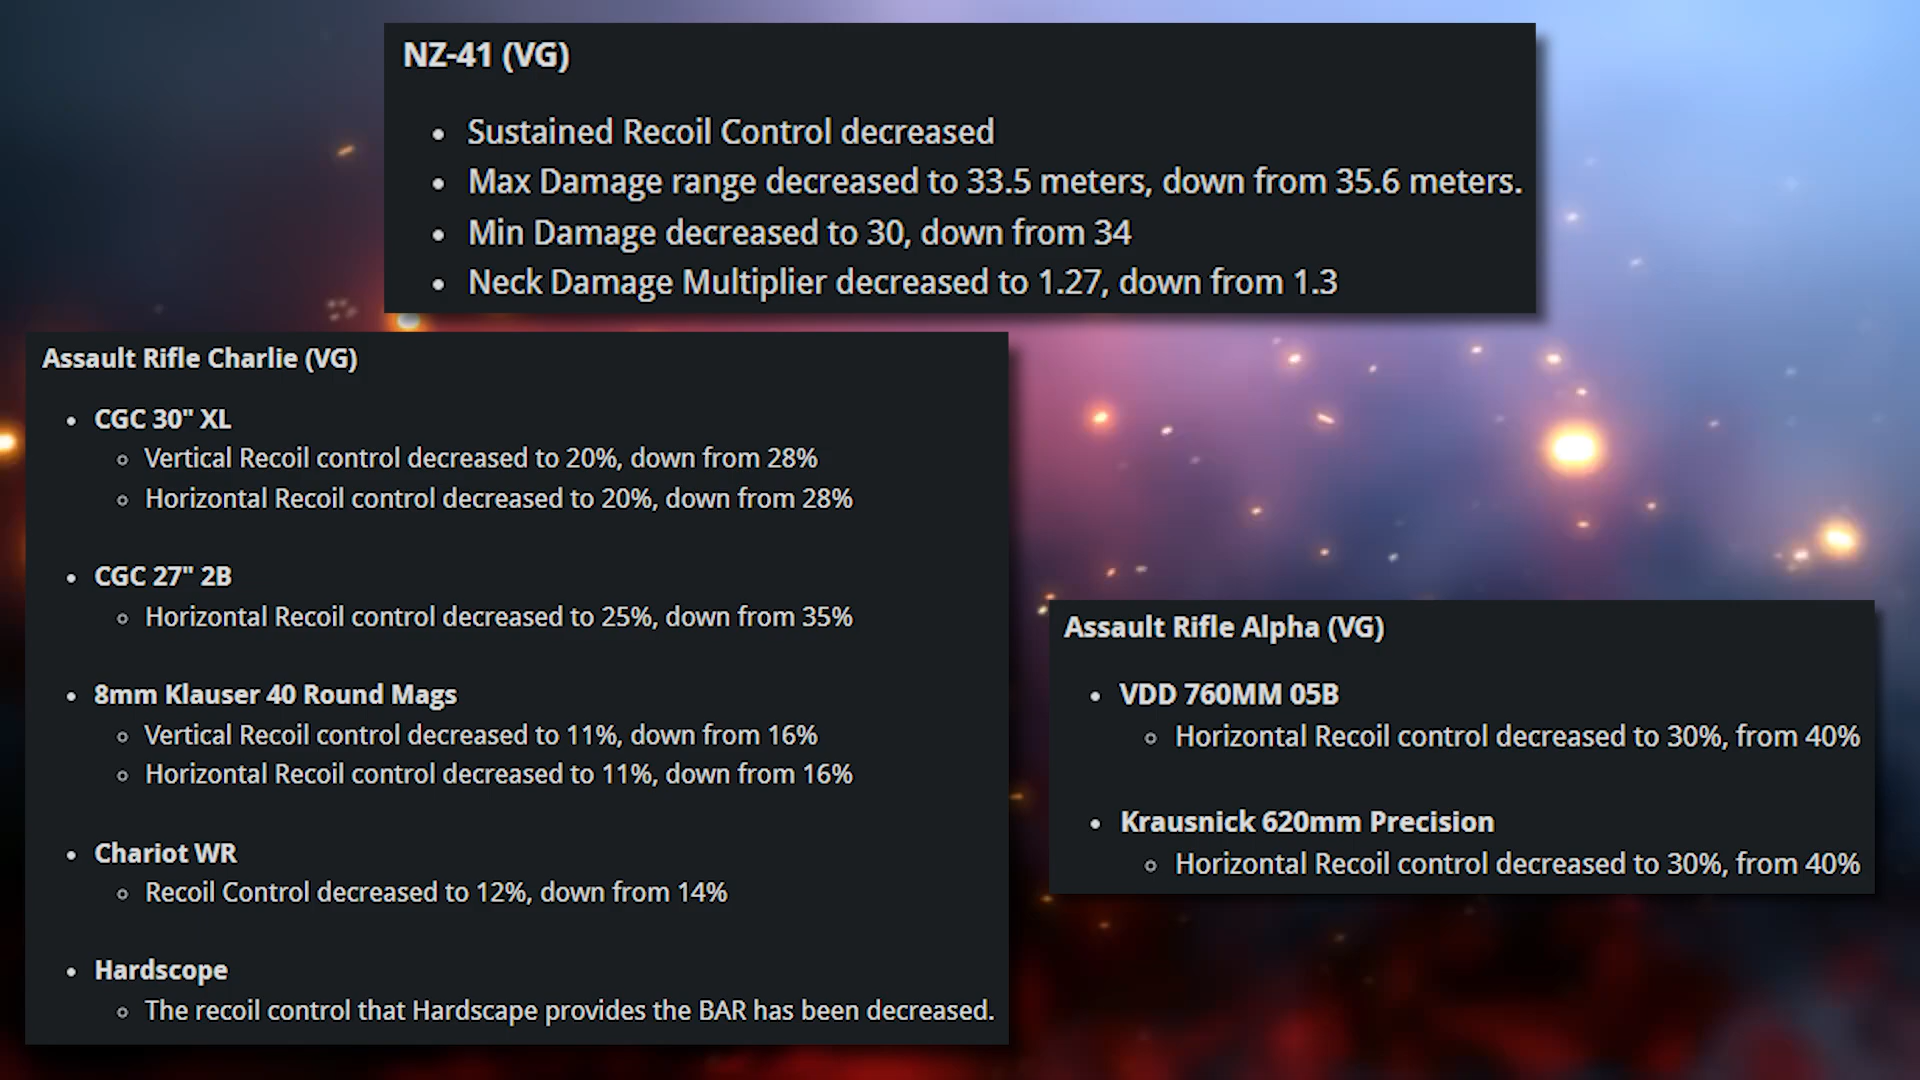 NZ-41 (VG)
Sustained Recoil Control decreased
Max Damage range decreased to 33.5 meters, down from 35.6 meters.
Min Damage decreased to 30, down from 34
Neck Damage Multiplier decreased to 1.27, down from 1.3
Assault Rifle Charlie (VG)
CGC 30" XL
Vertical Recoil control decreased to 20%, down from 28%
Horizontal Recoil control decreased to 20%, down from 28%
CGC 27" 2B
Horizontal Recoil control decreased to 25%, down from 35%
8mm Klauser 40 Round Mags
Vertical Recoil control decreased to 11%, down from 16%
Horizontal Recoil control decreased to 11%, down from 16%
Chariot WR
Recoil Control decreased to 12%, down from 14%
Hardscope
The recoil control that Hardscape provides the BAR has been decreased.
Assault Rifle Alpha (VG)
VDD 760MM 05B
Horizontal Recoil control decreased to 30%, from 40%
Krausnick 620mm Precision
Horizontal Recoil control decreased to 30%, from 40%